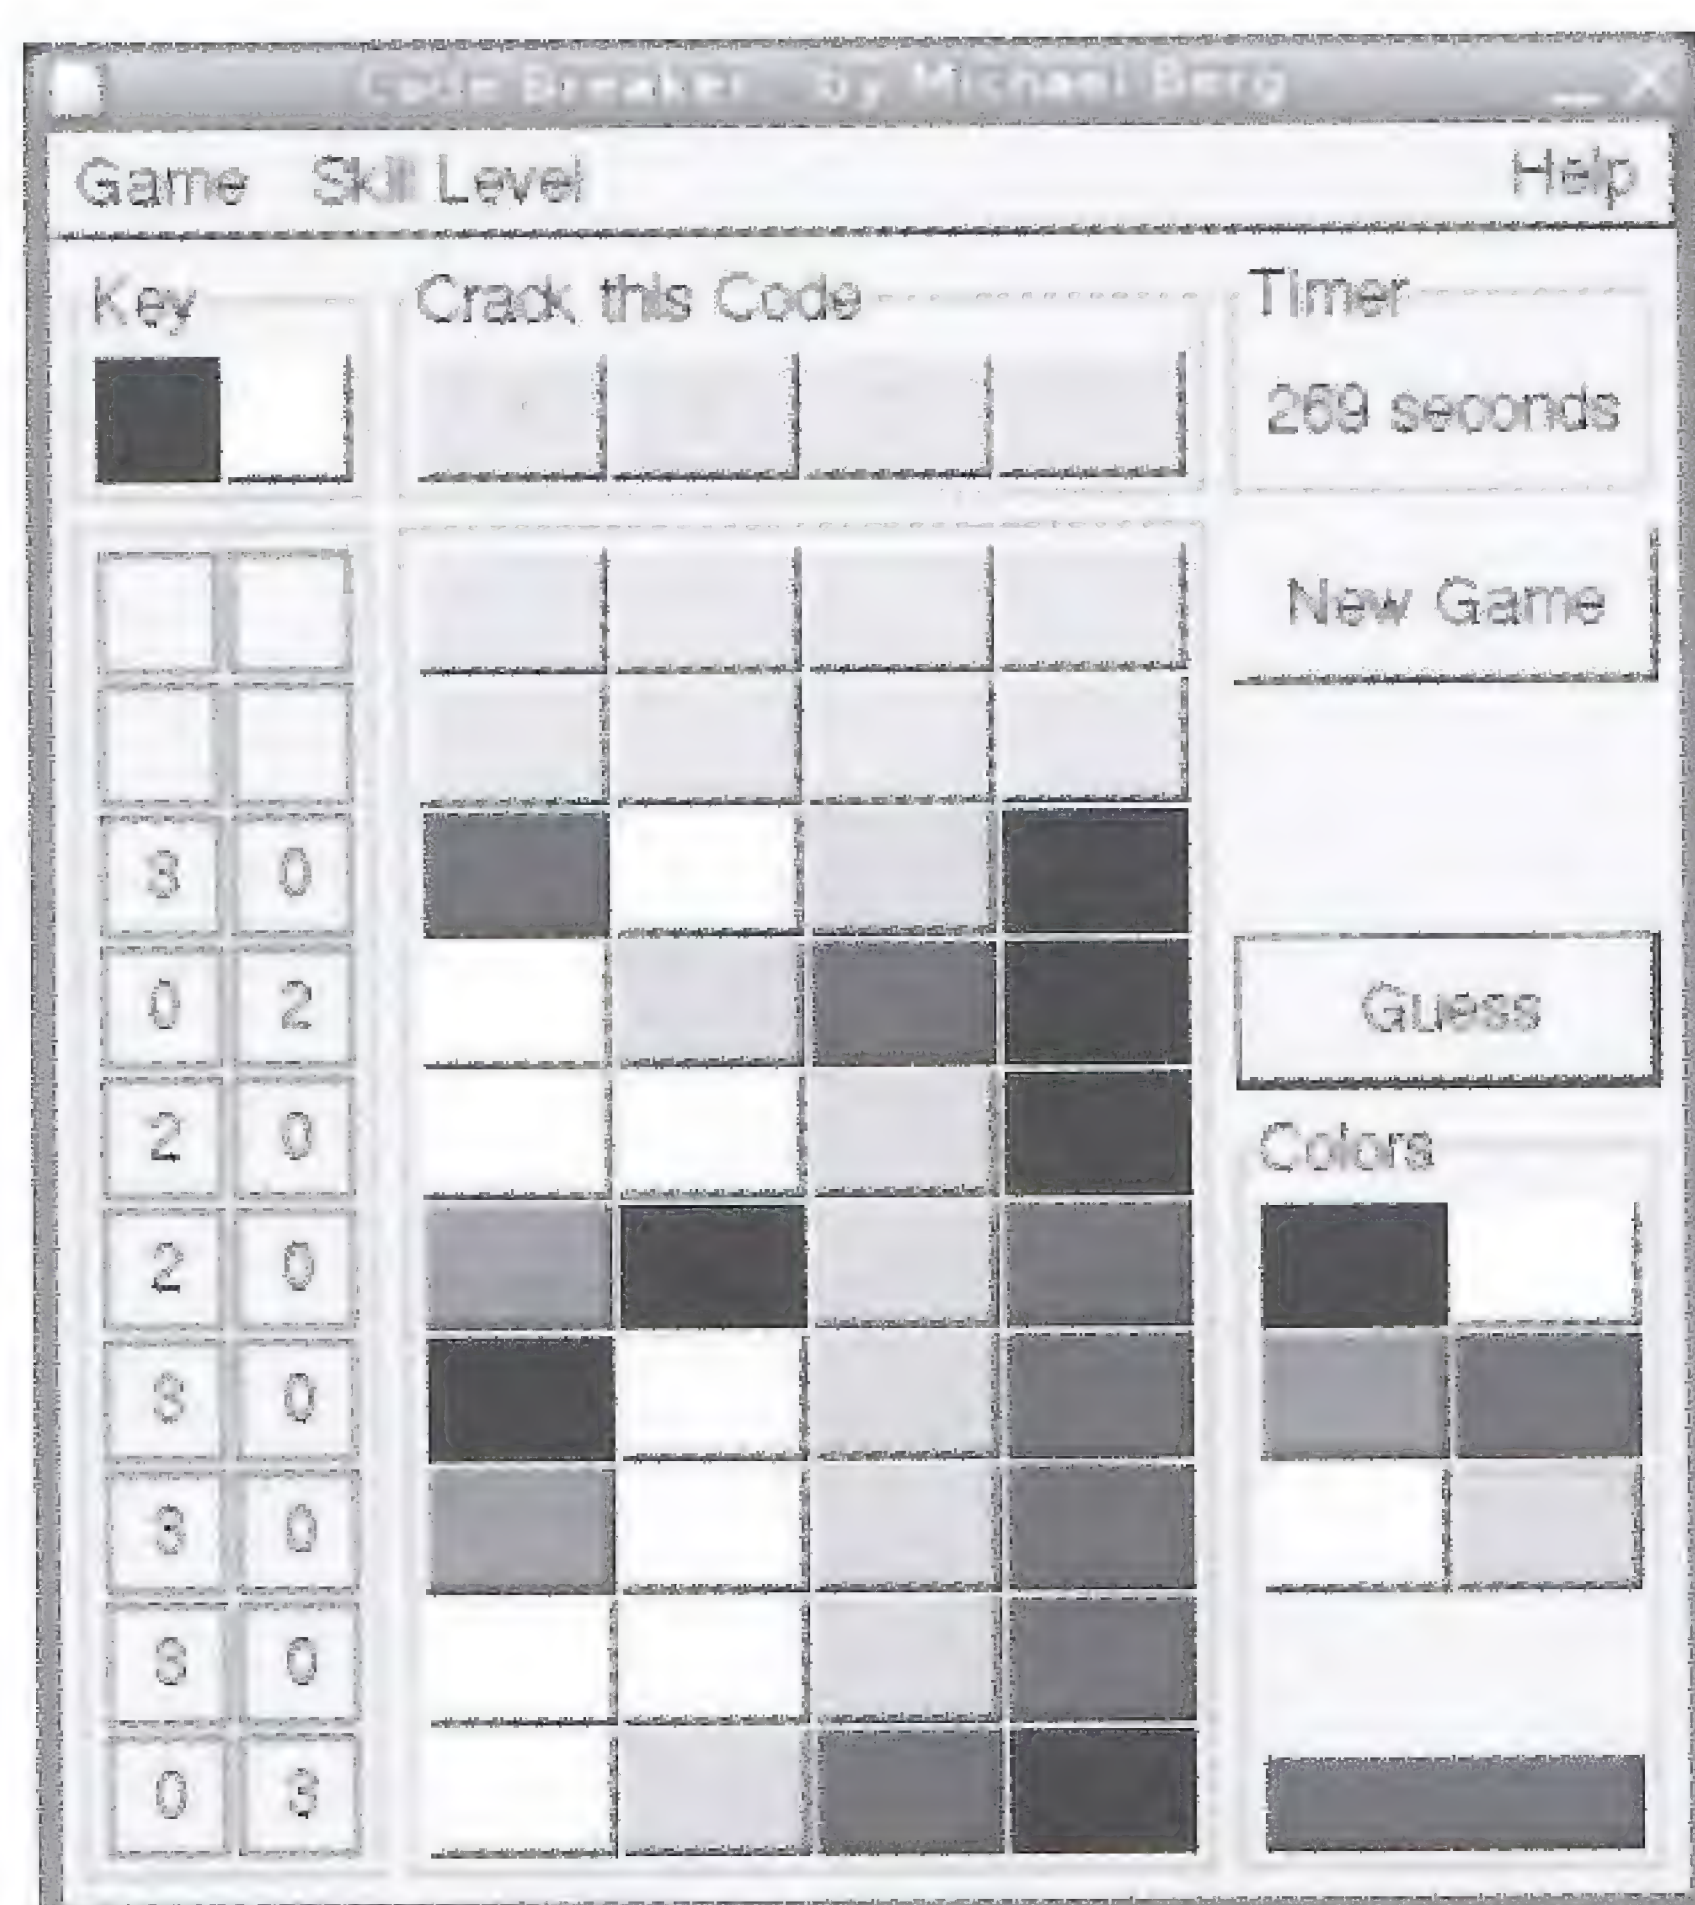 Code Breaker by Michael Berg
Game Skill Level Help
Key Crack this Code Timer
269 seconds
New Game
3 0
0 2
Guess
2 0
Colors
2 0
3 0
3 0
3 0
0 3